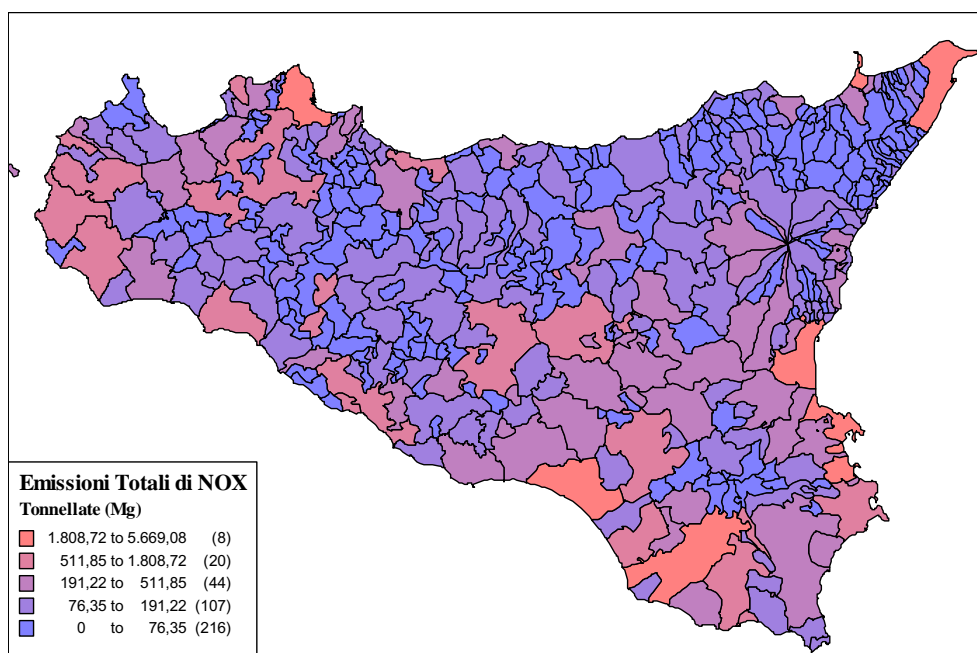 Emissioni Totali di NOX
Tonnellate (Mg)
1.808,72 to 5.669,08 (8)
511,85 to 1.808,72 (20)
191,22 to 511,85 (44)
76,35 to 191,22 (107)
0 to 76,35 (216)